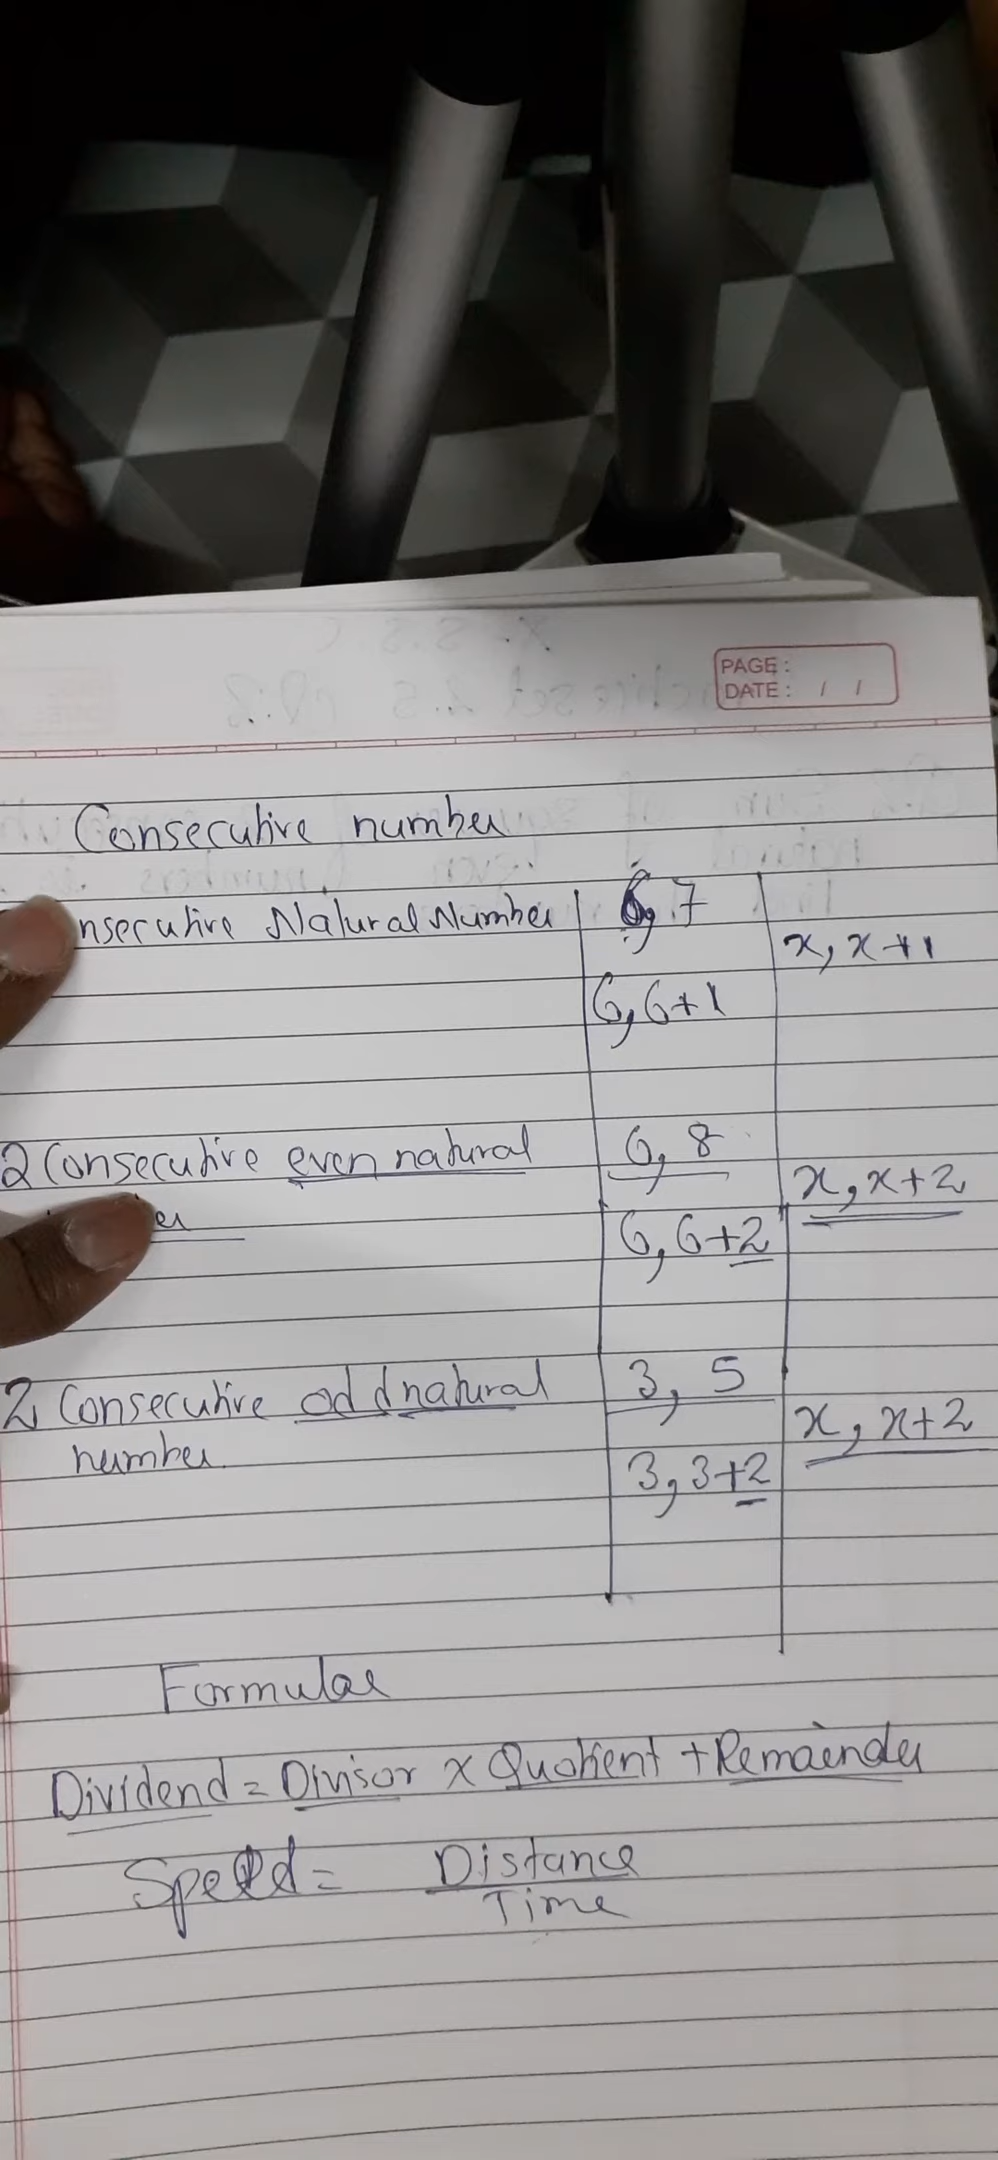 PAGE:
DATE: / /
Consecutive number
nsecutive Natural Number 6, 7
x, x+1
6, 6+1
2 Consecutive even natural 6, 8
x, x+2
6, 6+2
2 Consecutive odd natural 3, 5
number. x, x+2
3, 3+2
Formulae
Dividend = Divisor × Quotient + Remainder
Speed = Distance
Time